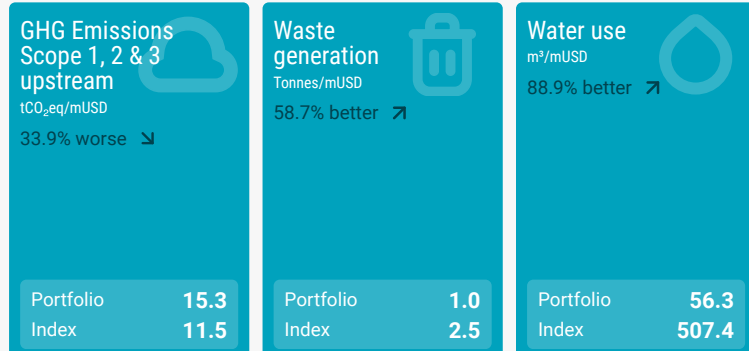 GHG Emissions
Scope 1, 2 & 3
upstream
tCO₂eq/mUSD
33.9% worse
Portfolio 15.3
Index 11.5
Waste
generation
Tonnes/mUSD
58.7% better
Portfolio 1.0
Index 2.5
Water use
m³/mUSD
88.9% better
Portfolio 56.3
Index 507.4